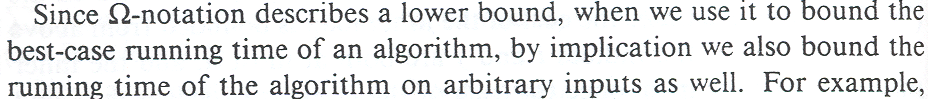 Since Ω-notation describes a lower bound, when we use it to bound the
best-case running time of an algorithm, by implication we also bound the
running time of the algorithm on arbitrary inputs as well. For example,